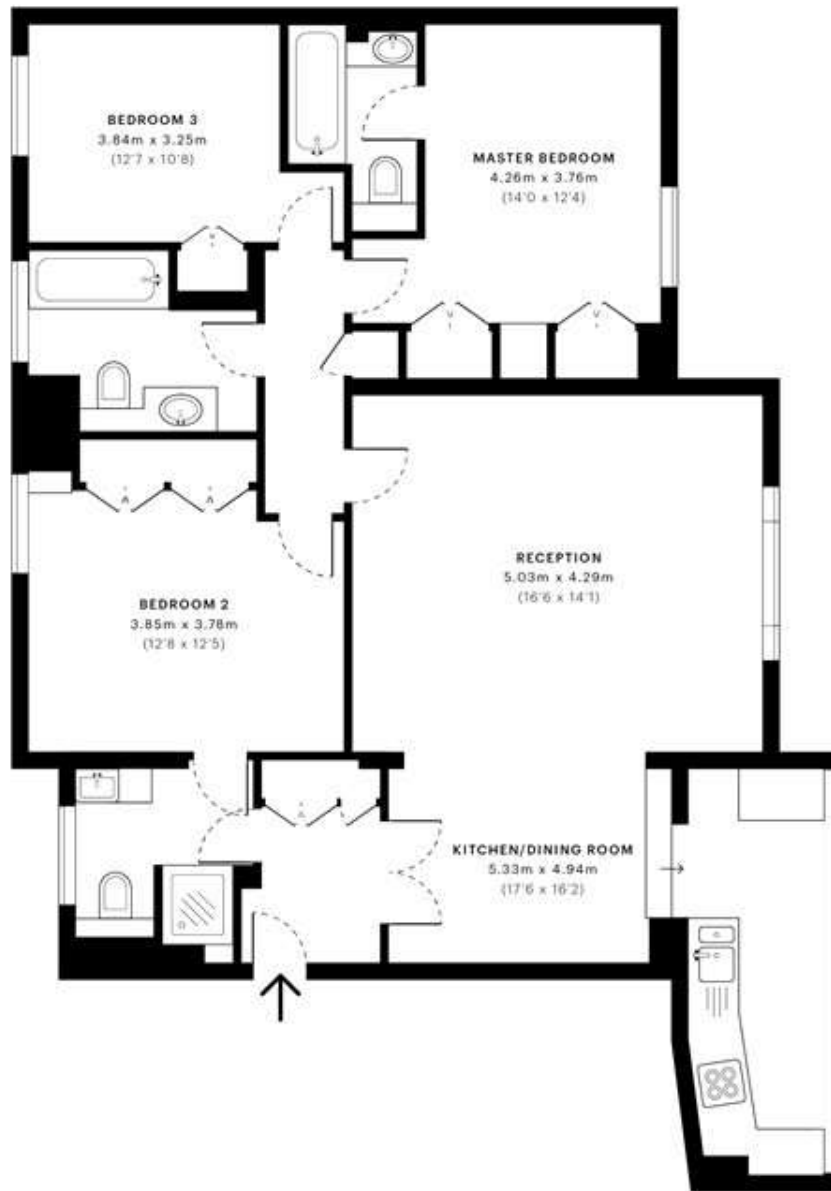 BEDROOM 3
3.84m x 3.25m
(12'7 x 10'8)
MASTER BEDROOM
4.26m x 3.76m
(14'0 x 12'4)
RECEPTION
5.03m x 4.29m
(16'6 x 14'1)
BEDROOM 2
3.85m x 3.78m
(12'8 x 12'5)
KITCHEN/DINING ROOM
5.33m x 4.94m
(17'6 x 16'2)